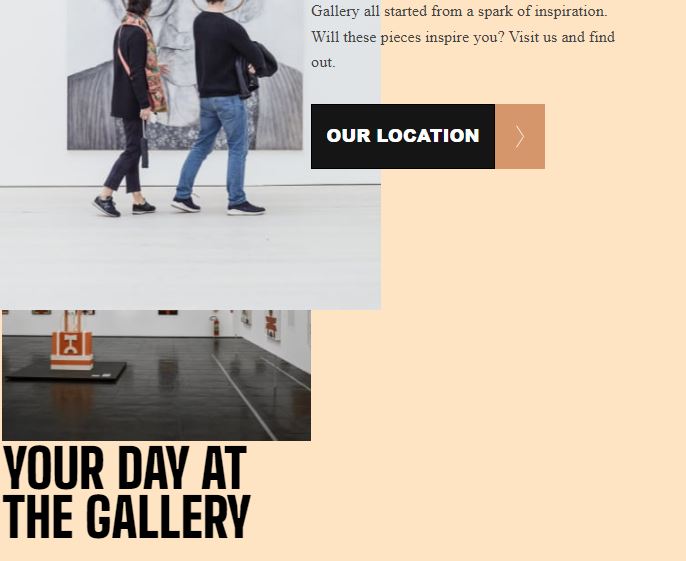 Gallery all started from a spark of inspiration.
Will these pieces inspire you? Visit us and find
out.
OUR LOCATION
YOUR DAY AT
THE GALLERY